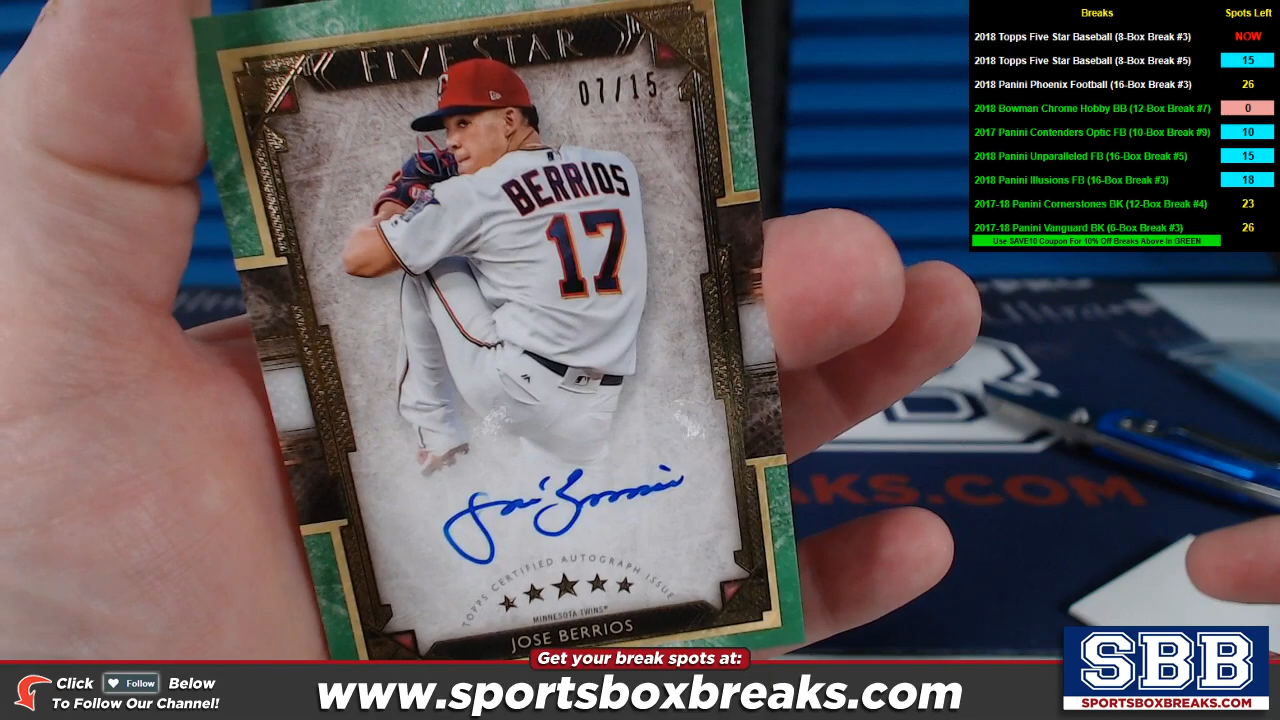 FIVE STAR
07/15
BERRIOS
17
TOPPS CERTIFIED AUTOGRAPH ISSUE
MINNESOTA TWINS
JOSE BERRIOS
Breaks Spots Left
2018 Topps Five Star Baseball (8-Box Break #3) NOW
2018 Topps Five Star Baseball (8-Box Break #5) 15
2018 Panini Phoenix Football (16-Box Break #3) 26
2018 Bowman Chrome Hobby BB (12-Box Break #7) 0
2017 Panini Contenders Optic FB (10-Box Break #9) 10
2018 Panini Unparalleled FB (16-Box Break #5) 15
2018 Panini Illusions FB (16-Box Break #3) 18
2017-18 Panini Cornerstones BK (12-Box Break #4) 23
2017-18 Panini Vanguard BK (6-Box Break #3) 26
Use SAVE10 Coupon For 10% Off Breaks Above In GREEN
AKS.COM
Get your break spots at:
Click Follow Below
To Follow Our Channel!
www.sportsboxbreaks.com
SBB
SPORTSBOXBREAKS.COM